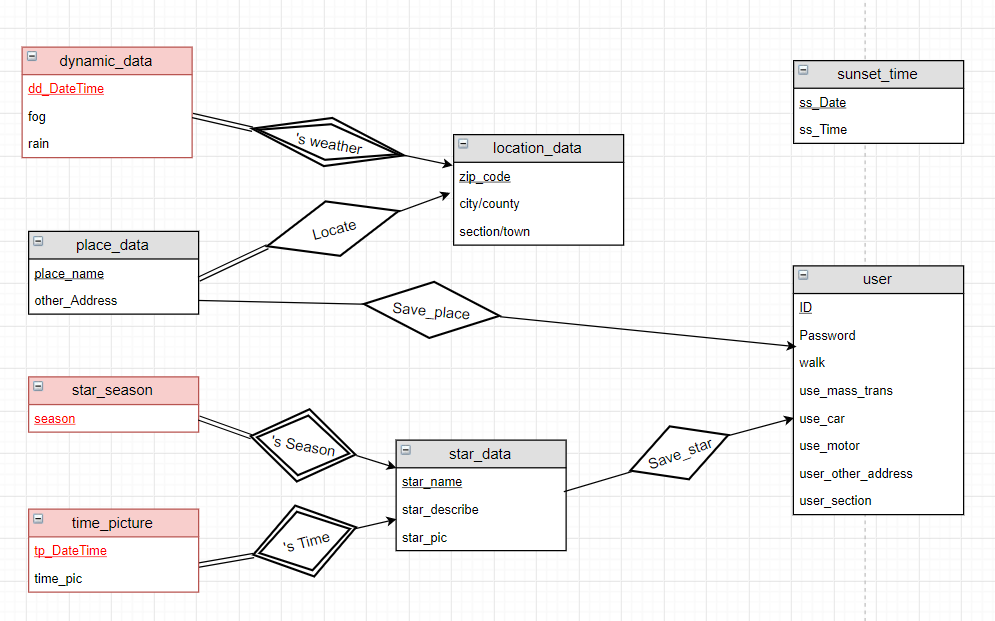 dynamic_data
dd_DateTime
fog
rain
's weather
sunset_time
ss_Date
ss_Time
location_data
zip_code
city/county
section/town
place_data
place_name
other_Address
Locate
Save_place
user
ID
Password
walk
use_mass_trans
use_car
use_motor
user_other_address
user_section
star_season
season
's Season
star_data
star_name
star_describe
star_pic
Save_star
time_picture
tp_DateTime
time_pic
's Time